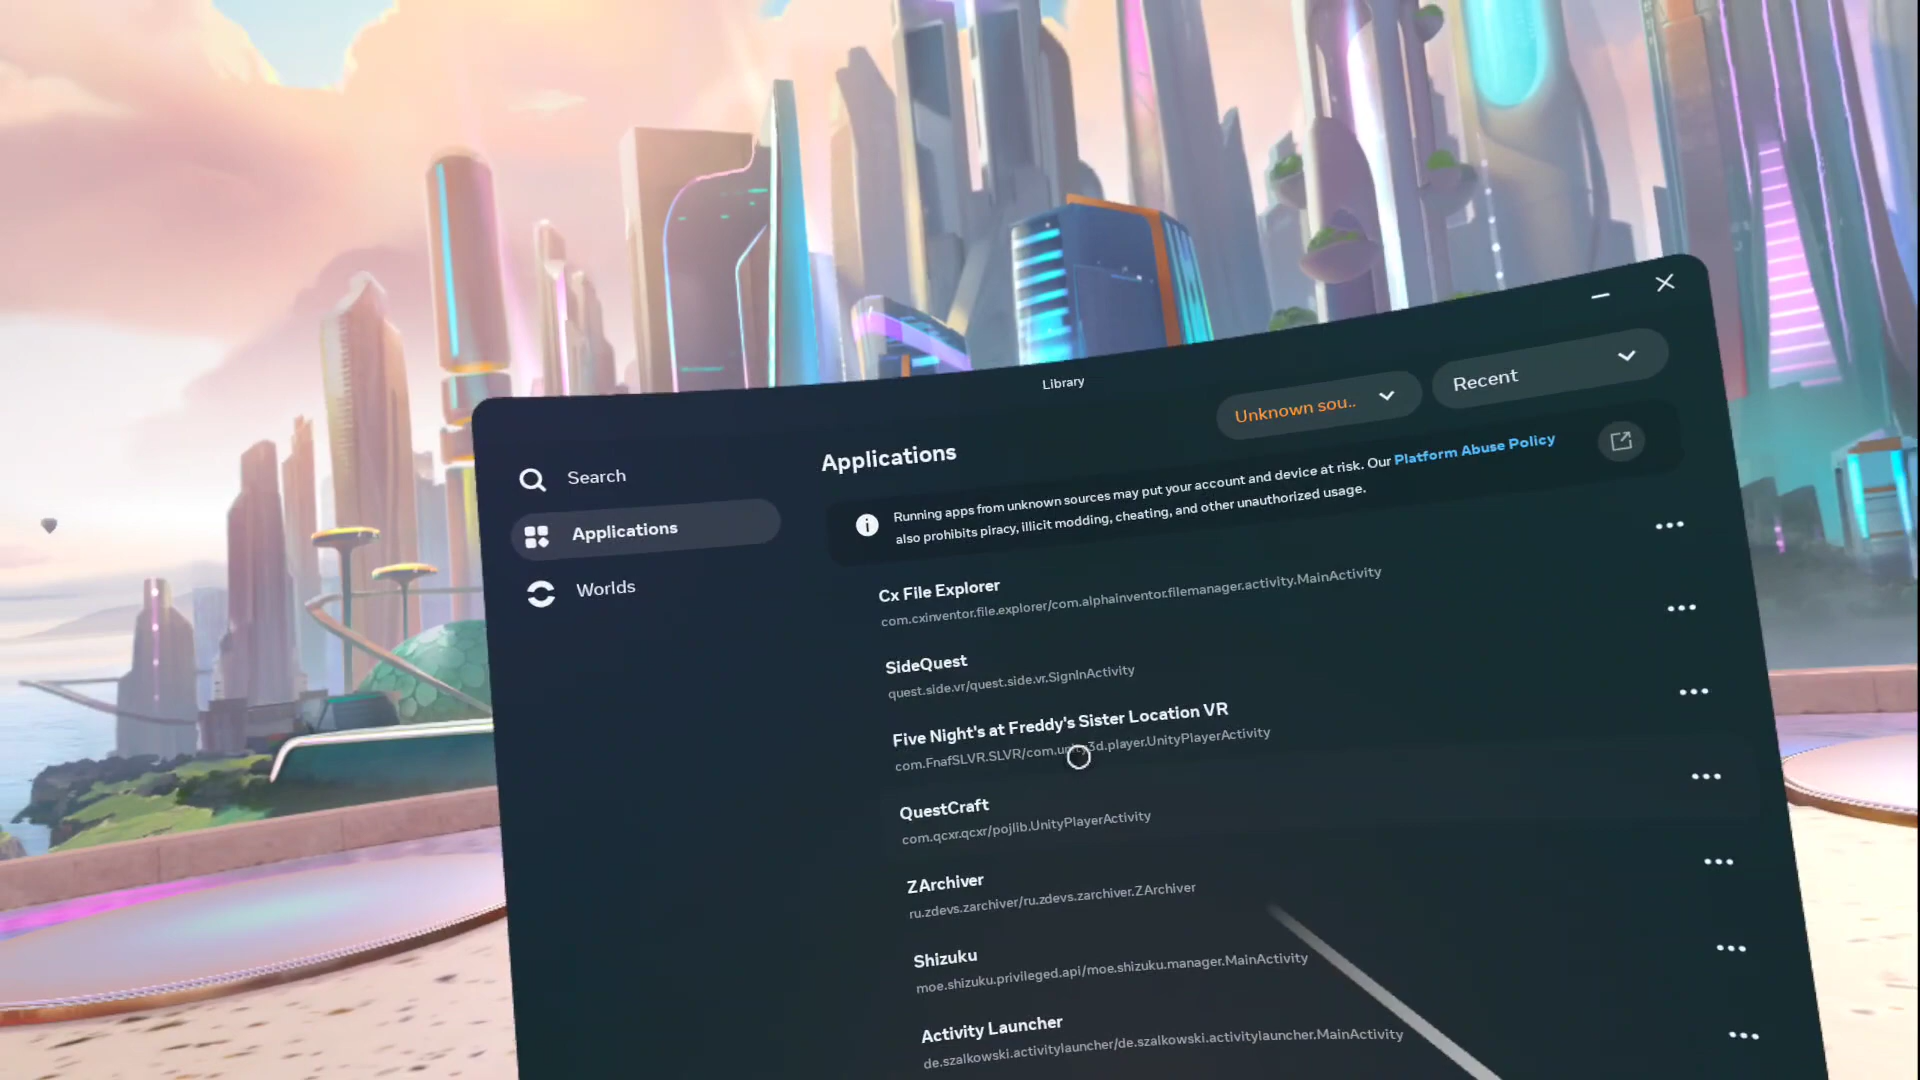 Library
Search
Applications
Worlds
Applications
Unknown sou..
Recent
Running apps from unknown sources may put your account and device at risk. Our Platform Abuse Policy
also prohibits piracy, illicit modding, cheating, and other unauthorized usage.
Cx File Explorer
com.cxinventor.file.explorer/com.alphainventor.filemanager.activity.MainActivity
SideQuest
quest.side.vr/quest.side.vr.SignInActivity
Five Night's at Freddy's Sister Location VR
com.FnafSLVR.SLVR/com.unity3d.player.UnityPlayerActivity
QuestCraft
com.qcxr.qcxr/pojlib.UnityPlayerActivity
ZArchiver
ru.zdevs.zarchiver/ru.zdevs.zarchiver.ZArchiver
Shizuku
moe.shizuku.privileged.api/moe.shizuku.manager.MainActivity
Activity Launcher
de.szalkowski.activitylauncher/de.szalkowski.activitylauncher.MainActivity